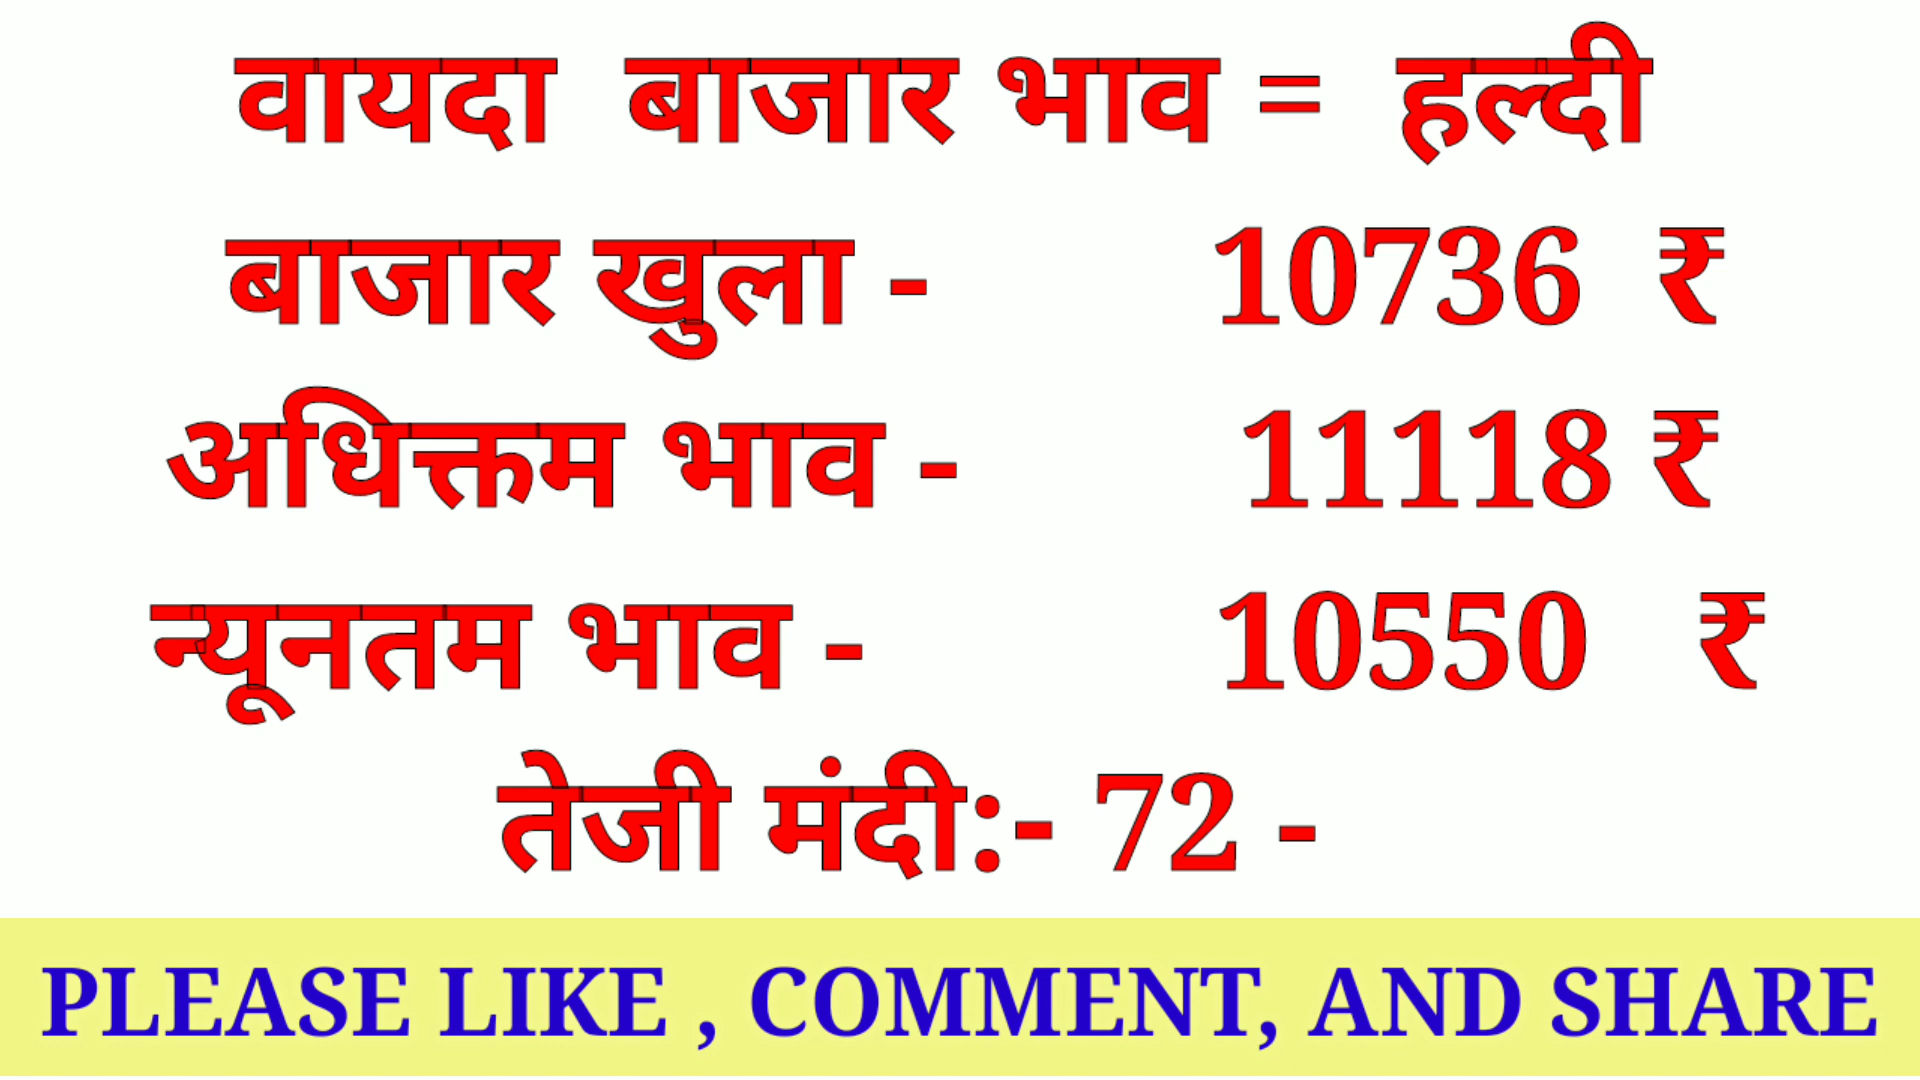 वायदा बाजार भाव = हल्दी
बाजार खुला - 10736 ₹
अधिक्तम भाव - 11118 ₹
न्यूनतम भाव - 10550 ₹
तेजी मंदी:- 72 -
PLEASE LIKE , COMMENT, AND SHARE